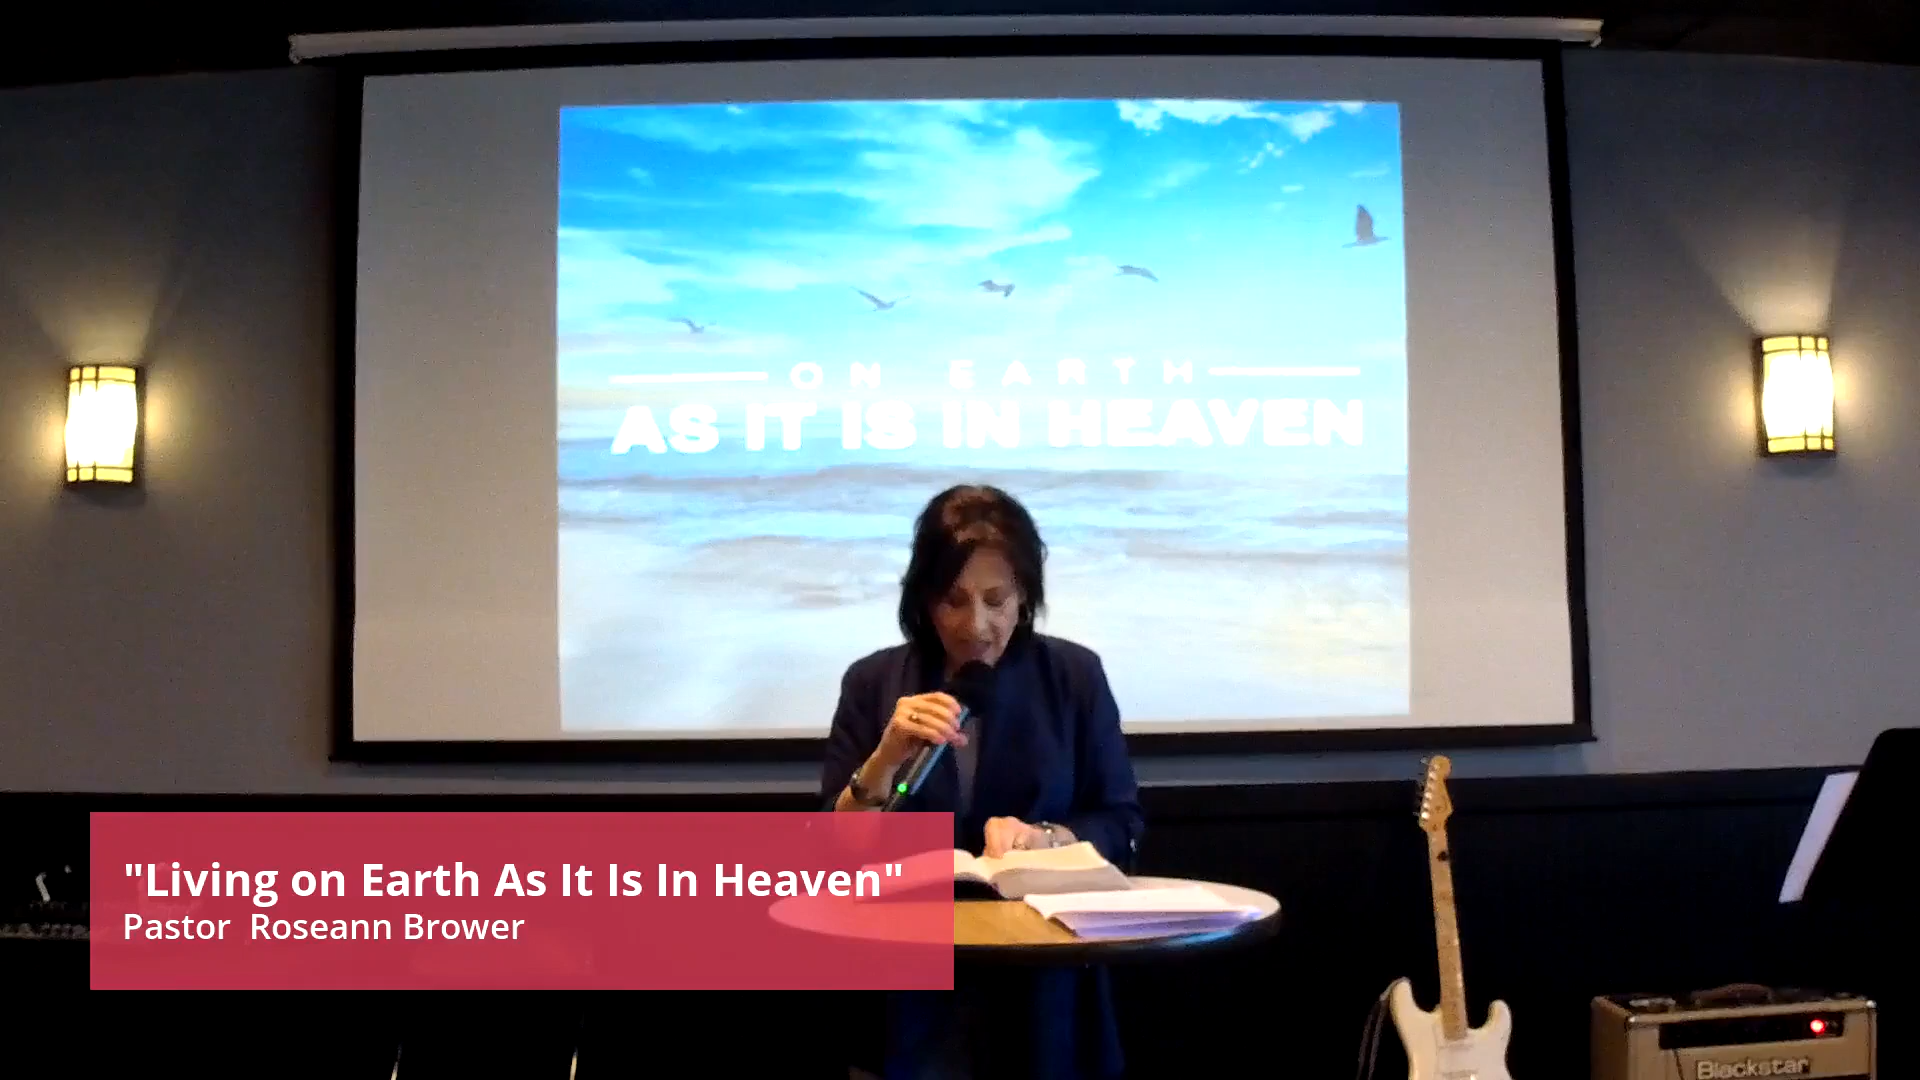 ON EARTH
AS IT IS IN HEAVEN
"Living on Earth As It Is In Heaven"
Pastor Roseann Brower
Blackstar